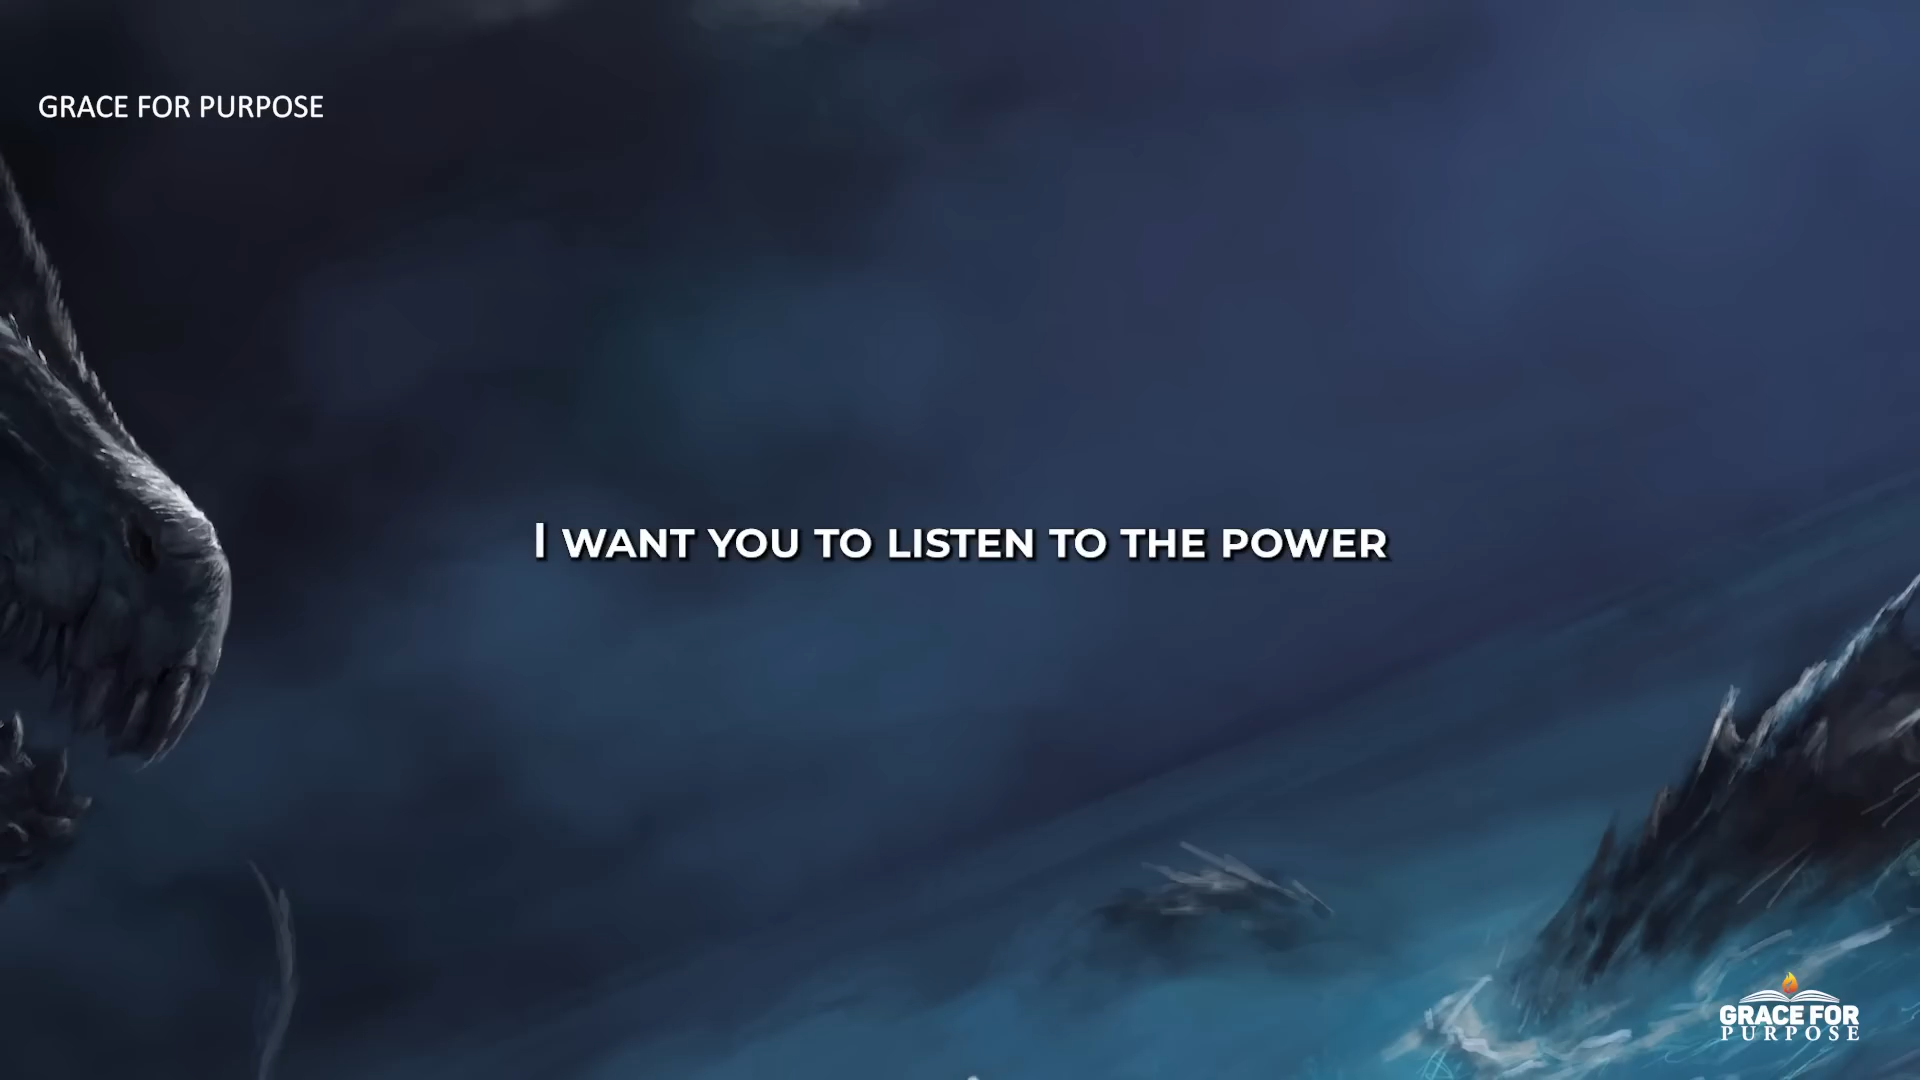 GRACE FOR PURPOSE
I WANT YOU TO LISTEN TO THE POWER
GRACE FOR
PURPOSE